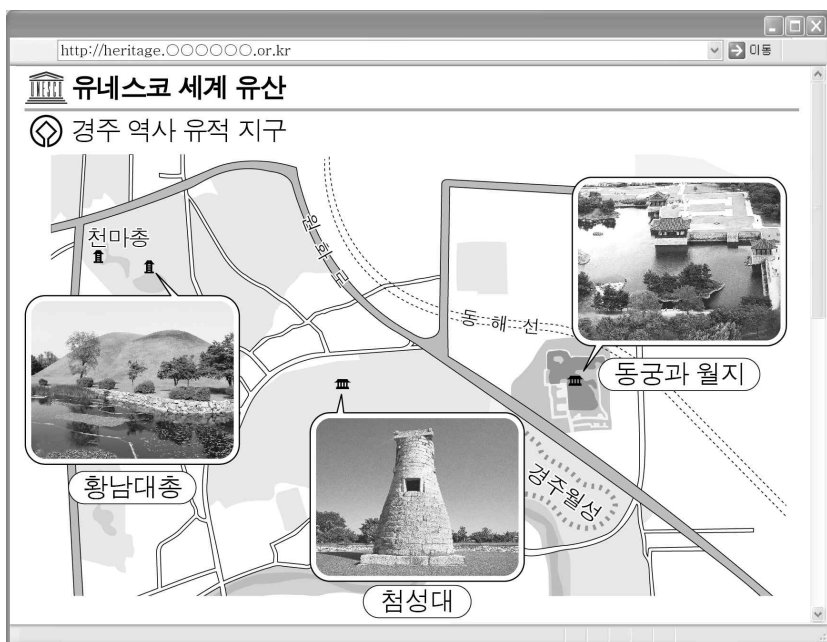 http://heritage.○○○○○○.or.kr
이동
유네스코 세계 유산
경주 역사 유적 지구
천마총
원화로
동해선
동궁과 월지
황남대총
경주월성
첨성대